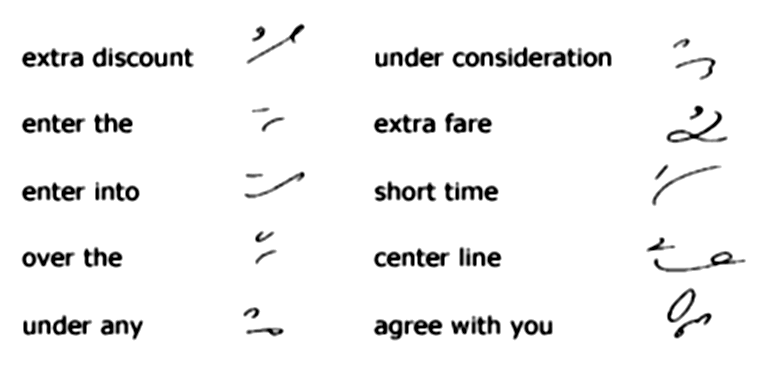 extra discount under consideration
enter the extra fare
enter into short time
over the center line
under any agree with you